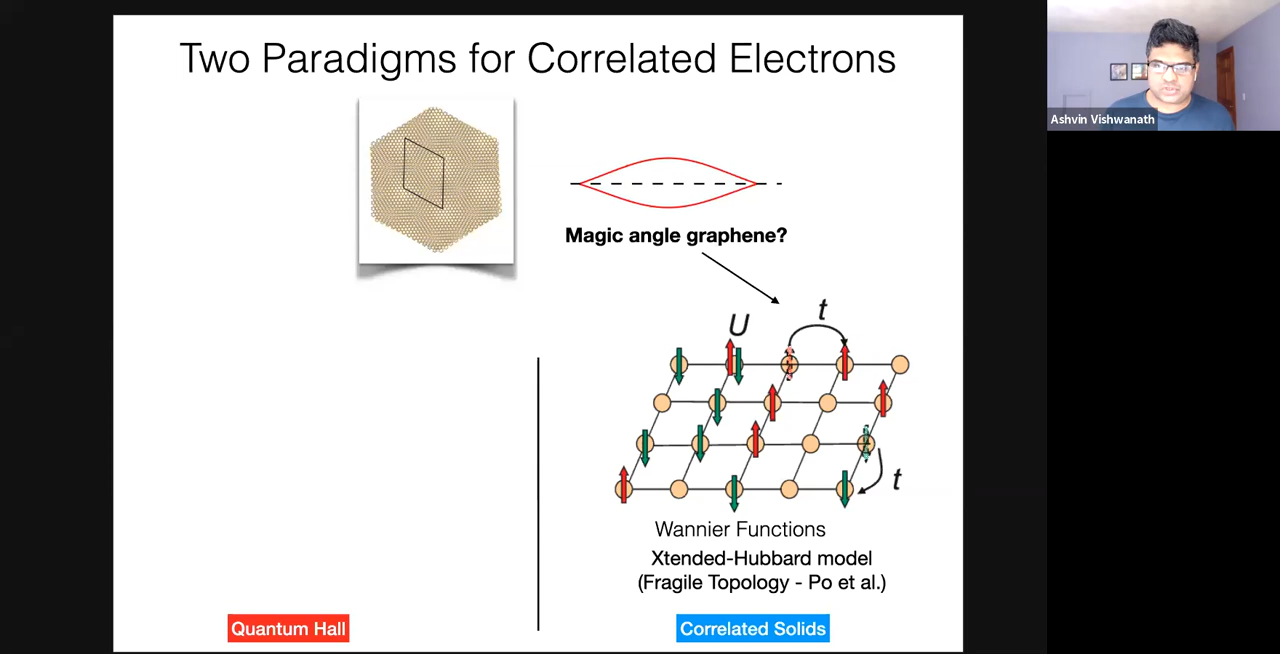 Two Paradigms for Correlated Electrons
Ashvin Vishwanath
Magic angle graphene?
U
t
t
Wannier Functions
Xtended-Hubbard model
(Fragile Topology - Po et al.)
Quantum Hall
Correlated Solids